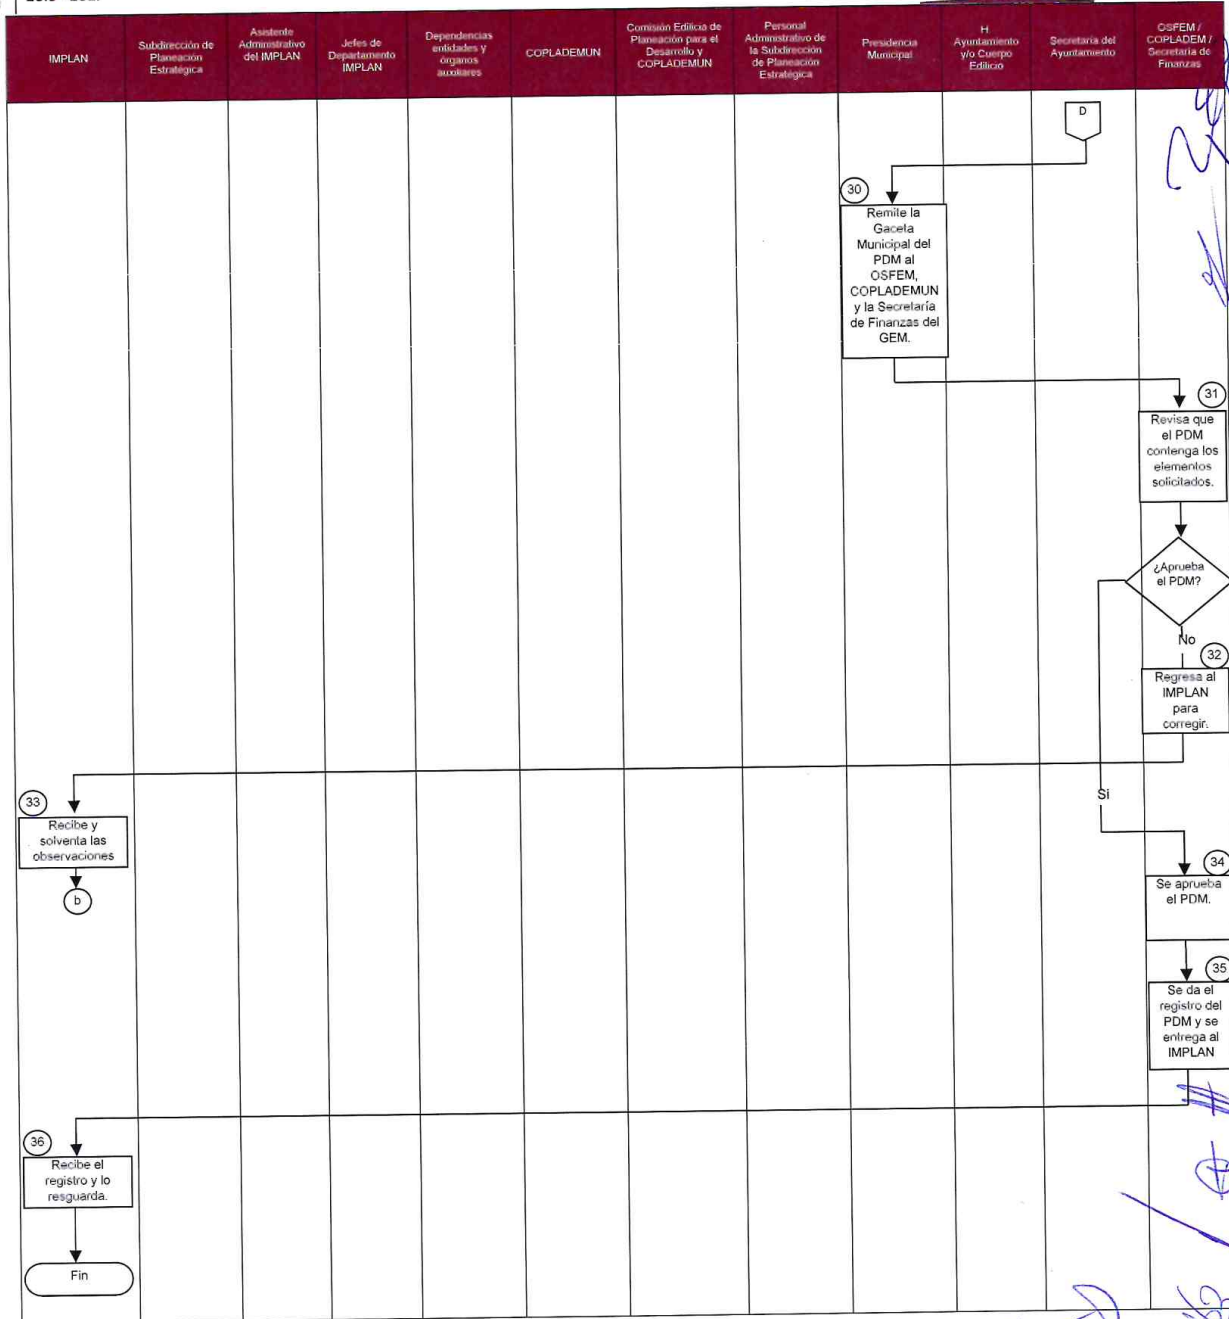 IMPLAN
Subdirección de
Planeación
Estratégica
Asistente
Administrativo
del IMPLAN
Jefes de
Departamento
IMPLAN
Dependencias
entidades y
órganos
auxiliares
COPLADEMUN
Comisión Edilicia de
Planeación para el
Desarrollo y
COPLADEMUN
Personal
Administrativo de
la Subdirección
de Planeación
Estratégica
Presidencia
Municipal
H.
Ayuntamiento
y/o Cuerpo
Edilicio
Secretaría del
Ayuntamiento
OSFEM /
COPLADEM /
Secretaría de
Finanzas
D
30
Remite la
Gaceta
Municipal del
PDM al
OSFEM,
COPLADEMUN
y la Secretaría
de Finanzas del
GEM.
31
Revisa que
el PDM
contenga los
elementos
solicitados.
¿Aprueba
el PDM?
No
32
Regresa al
IMPLAN
para
corregir.
33
Recibe y
solventa las
observaciones
b
Si
34
Se aprueba
el PDM.
35
Se da el
registro del
PDM y se
entrega al
IMPLAN
36
Recibe el
registro y lo
resguarda.
Fin